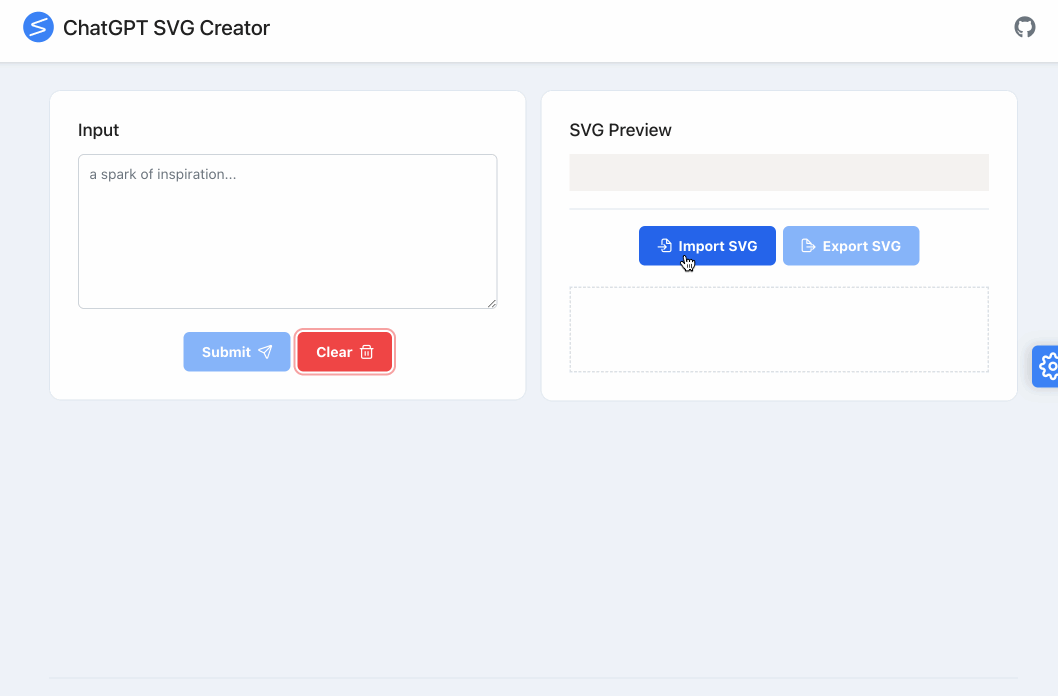 ChatGPT SVG Creator
Input
a spark of inspiration...
Submit
Clear
SVG Preview
Import SVG
Export SVG